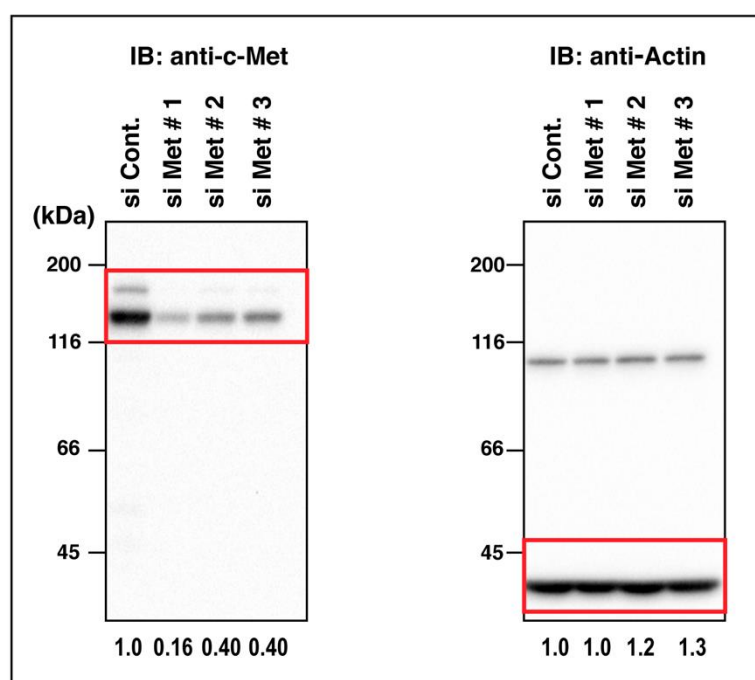 IB: anti-c-Met
si Cont.
si Met # 1
si Met # 2
si Met # 3
(kDa)
200
116
66
45
1.0 0.16 0.40 0.40
IB: anti-Actin
si Cont.
si Met # 1
si Met # 2
si Met # 3
200
116
66
45
1.0 1.0 1.2 1.3